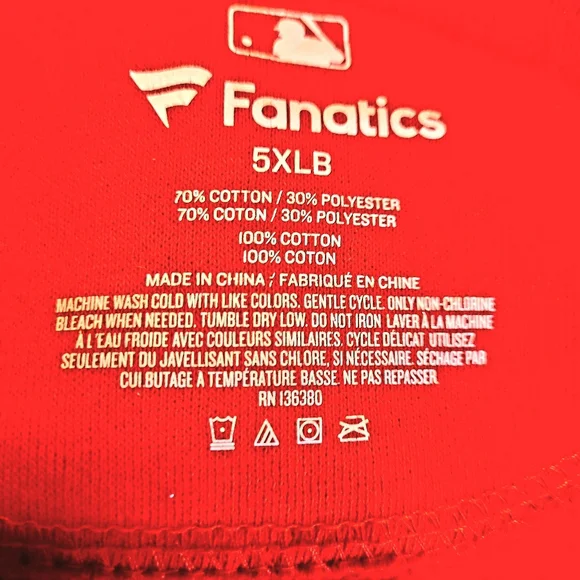 Fanatics
5XLB
70% COTTON / 30% POLYESTER
70% COTON / 30% POLYESTER
100% COTTON
100% COTON
MADE IN CHINA / FABRIQUÉ EN CHINE
MACHINE WASH COLD WITH LIKE COLORS. GENTLE CYCLE. ONLY NON-CHLORINE
BLEACH WHEN NEEDED. TUMBLE DRY LOW. DO NOT IRON LAVER À LA MACHINE
À L'EAU FROIDE AVEC COULEURS SIMILAIRES. CYCLE DÉLICAT UTILISEZ
SEULEMENT DU JAVELLISANT SANS CHLORE, SI NÉCESSAIRE. SÉCHAGE PAR
CUI BUTAGE À TEMPÉRATURE BASSE. NE PAS REPASSER.
RN 136380